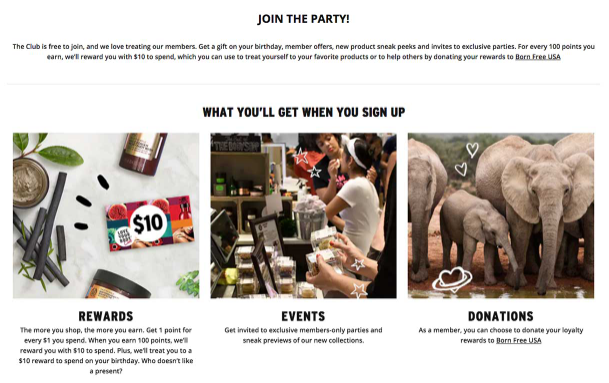 JOIN THE PARTY!
The Club is free to join, and we love treating our members. Get a gift on your birthday, member offers, new product sneak peeks and invites to exclusive parties. For every 100 points you
earn, we'll reward you with $10 to spend, which you can use to treat yourself to your favorite products or to help others by donating your rewards to Born Free USA
WHAT YOU'LL GET WHEN YOU SIGN UP
$10
LOVE YOUR BODY
THE BODY SHOP
REWARDS
The more you shop, the more you earn. Get 1 point for
every $1 you spend. When you earn 100 points, we'll
reward you with $10 to spend. Plus, we'll treat you to a
$10 reward to spend on your birthday. Who doesn't like
a present?
EVENTS
Get invited to exclusive members-only parties and
sneak previews of our new collections.
DONATIONS
As a member, you can choose to donate your loyalty
rewards to Born Free USA